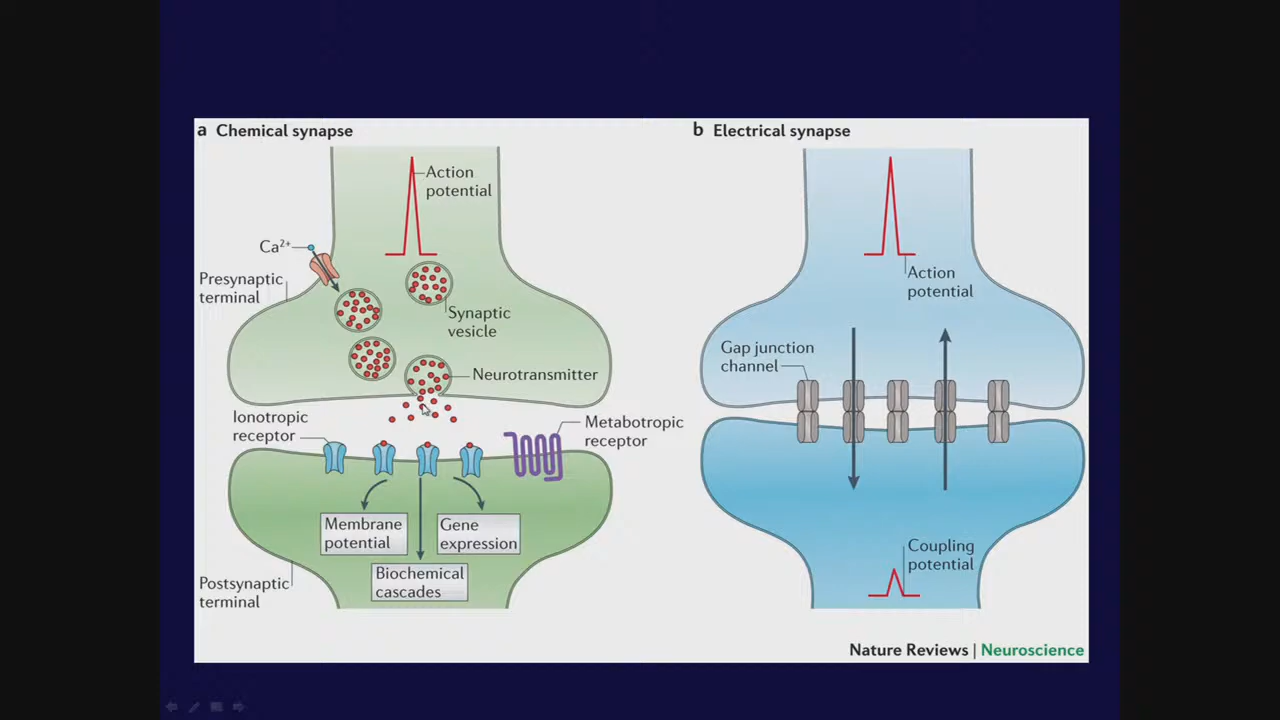 a Chemical synapse
Action
potential
Ca²⁺
Presynaptic
terminal
Synaptic
vesicle
Neurotransmitter
Ionotropic
receptor
Metabotropic
receptor
Membrane
potential
Gene
expression
Biochemical
cascades
Postsynaptic
terminal
b Electrical synapse
Action
potential
Gap junction
channel
Coupling
potential
Nature Reviews | Neuroscience